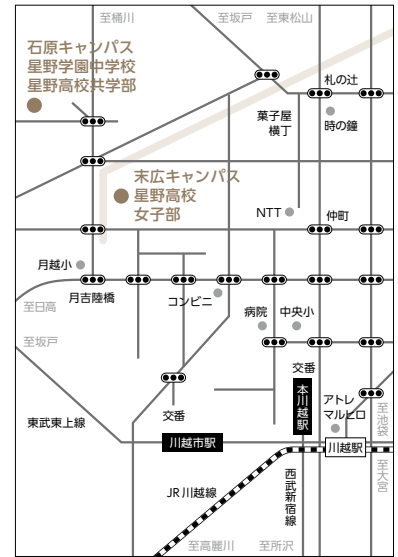 至桶川
至坂戸
至東松山
石原キャンパス
星野学園中学校
星野高校共学部
札の辻
菓子屋
横丁
時の鐘
末広キャンパス
星野高校
女子部
NTT
仲町
月越小
月吉陸橋
コンビニ
至日高
病院
中央小
至坂戸
交番
本川越駅
アトレ
マルヒロ
至池袋
交番
東武東上線
川越市駅
川越駅
至大宮
JR川越線
西武新宿線
至高麗川
至所沢